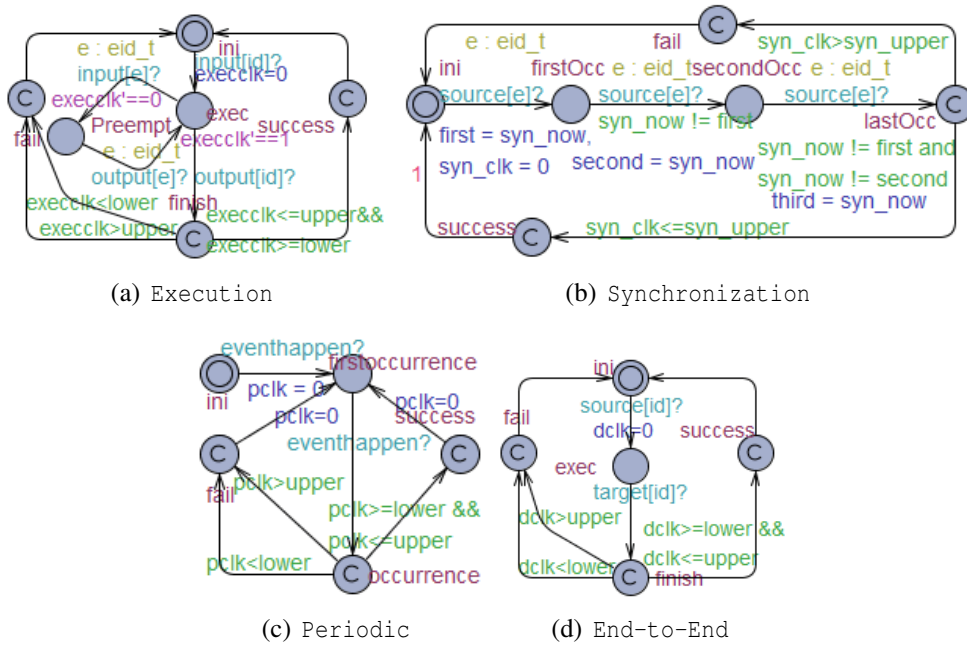 e : eid_t
ini
input[e]?
input[id]?
execclk=0
execclk'==0
exec
fail
Preempt
execclk'==1
success
e : eid_t
output[e]?
output[id]?
execclk<lower
finish
execclk>upper
execclk<=upper&&
execclk>=lower
(a) Execution
e : eid_t
fail
syn_clk>syn_upper
ini
firstOcc
e : eid_t
secondOcc
e : eid_t
source[e]?
source[e]?
source[e]?
syn_now != first
lastOcc
first = syn_now,
syn_clk = 0
second = syn_now
syn_now != first and
syn_now != second
third = syn_now
1
success
syn_clk<=syn_upper
(b) Synchronization
eventhappen?
firstoccurrence
ini
pclk = 0
pclk=0
pclk=0
success
eventhappen?
fail
pclk>upper
pclk>=lower &&
pclk<=upper
pclk<lower
occurrence
(c) Periodic
ini
source[id]?
fail
dclk=0
success
exec
target[id]?
dclk>upper
dclk>=lower &&
dclk<=upper
dclk<lower
finish
(d) End-to-End